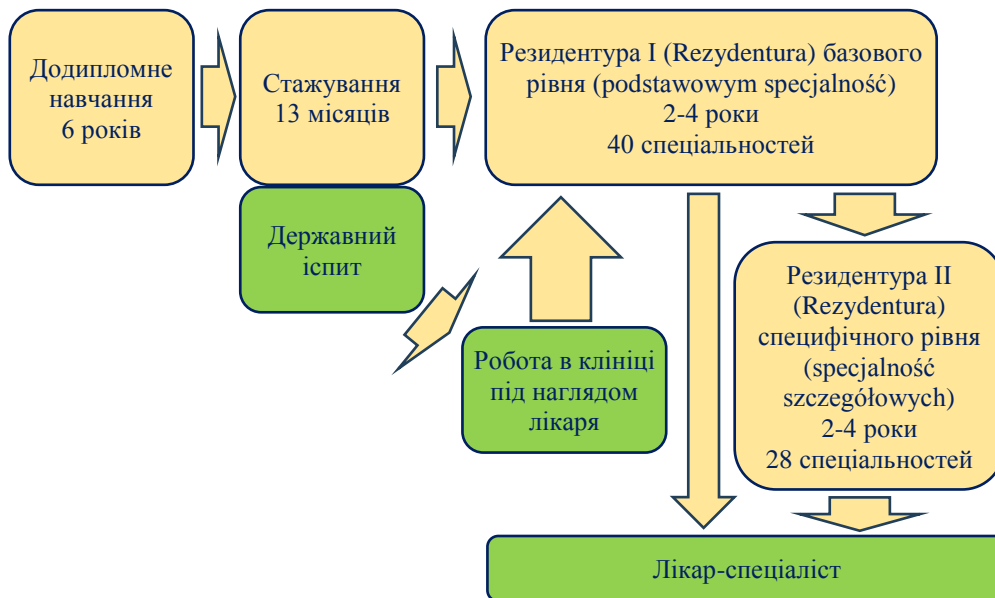 Додипломне
навчання
6 років
Стажування
13 місяців
Резидентура I (Rezydentura) базового
рівня (podstawowym specjalność)
2-4 роки
40 спеціальностей
Державний
іспит
Робота в клініці
під наглядом
лікаря
Резидентура II
(Rezydentura)
специфічного рівня
(specjalność
szczegółowych)
2-4 роки
28 спеціальностей
Лікар-спеціаліст